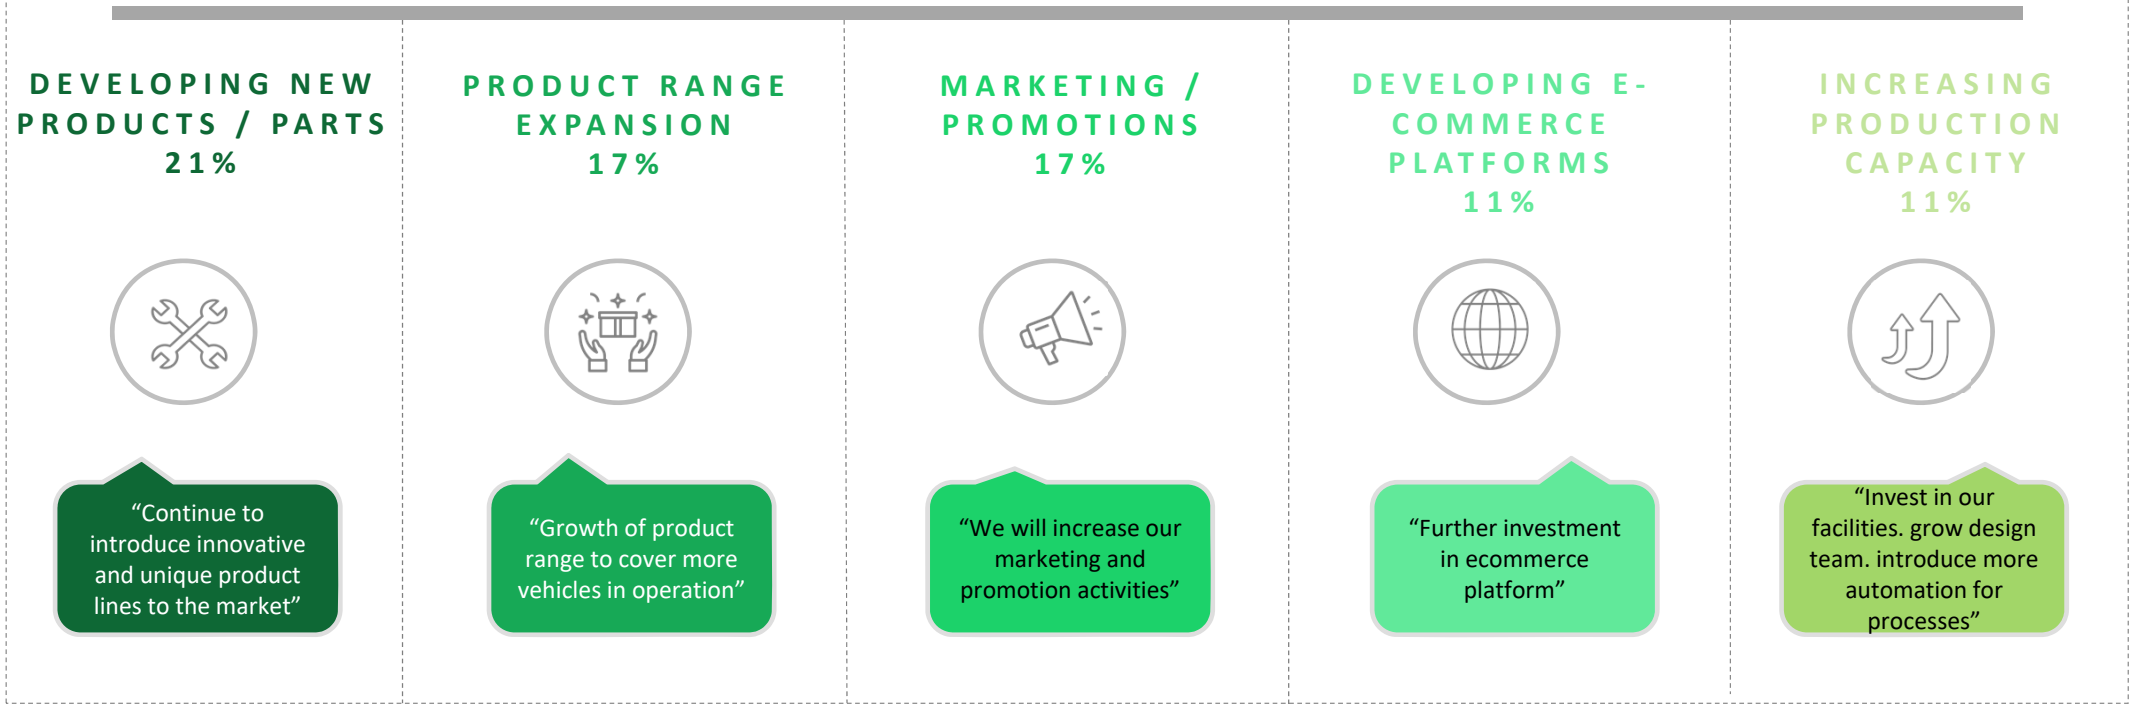 DEVELOPING NEW
PRODUCTS / PARTS
21%
PRODUCT RANGE
EXPANSION
17%
MARKETING /
PROMOTIONS
17%
DEVELOPING E-
COMMERCE
PLATFORMS
11%
INCREASING
PRODUCTION
CAPACITY
11%
“Continue to
introduce innovative
and unique product
lines to the market”
“Growth of product
range to cover more
vehicles in operation”
“We will increase our
marketing and
promotion activities”
“Further investment
in ecommerce
platform”
“Invest in our
facilities. grow design
team. introduce more
automation for
processes”